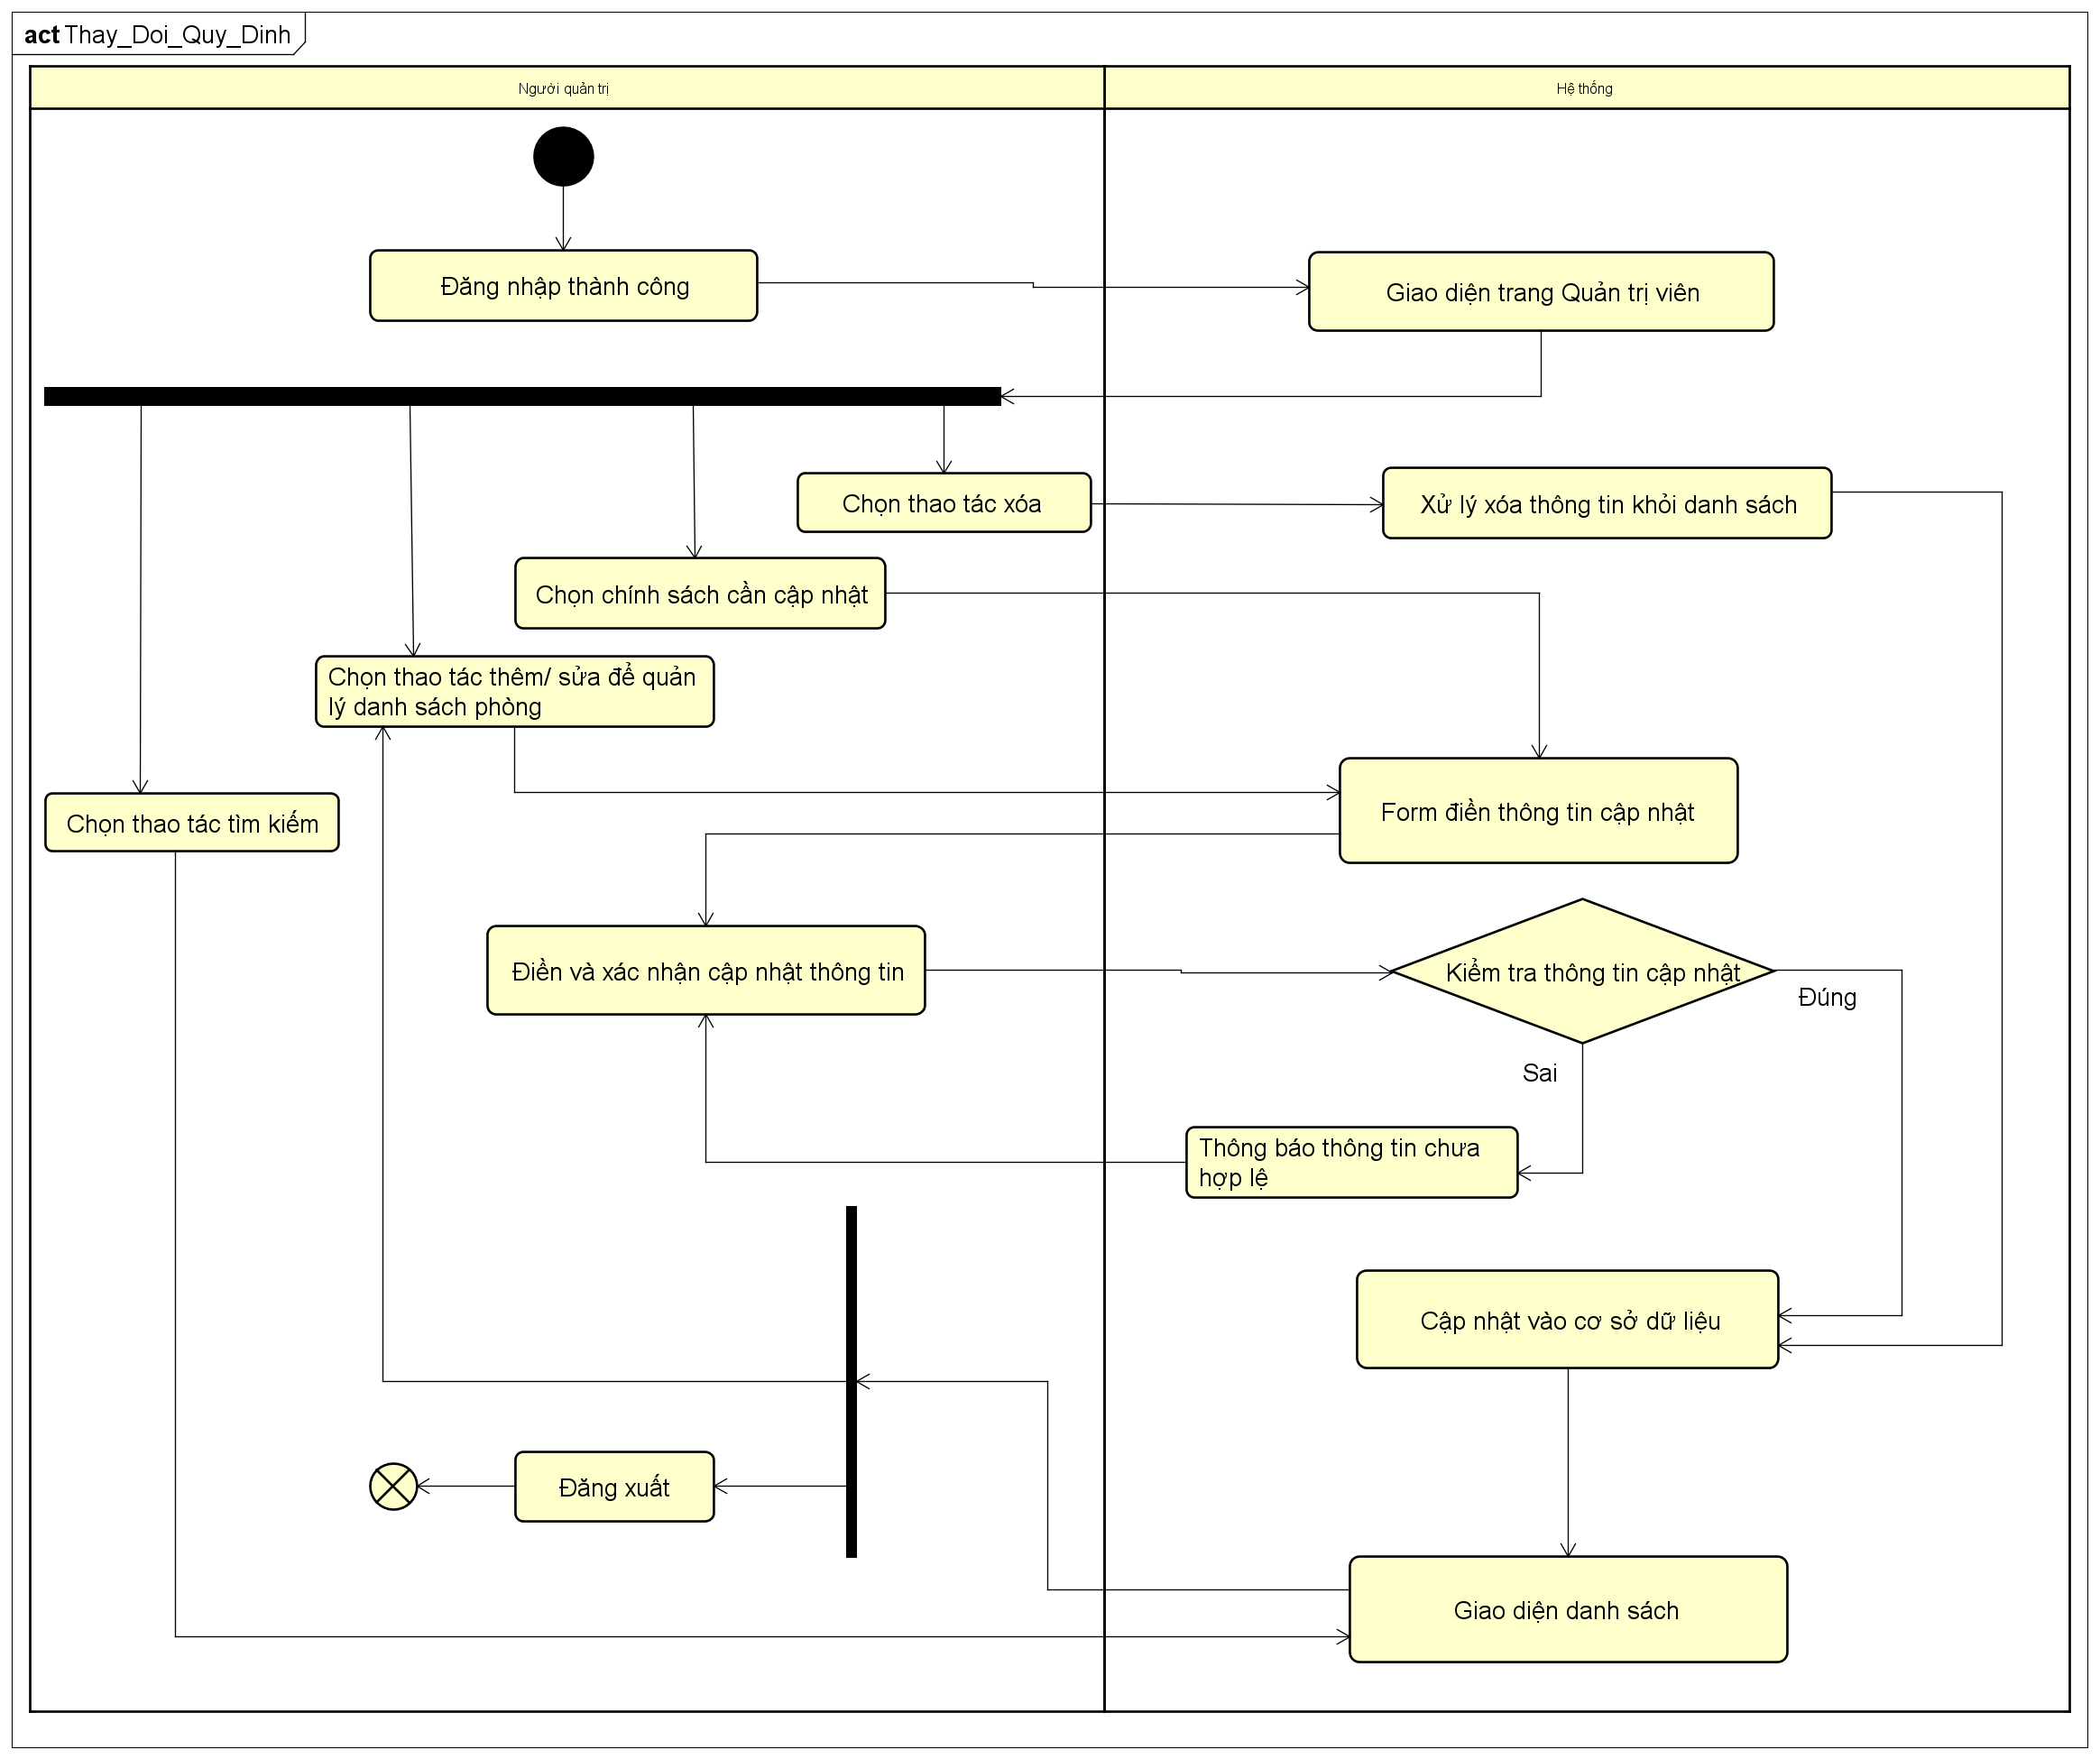 act Thay_Doi_Quy_Dinh
Người quản trị
Hệ thống
Đăng nhập thành công
Giao diện trang Quản trị viên
Chọn thao tác xóa
Xử lý xóa thông tin khỏi danh sách
Chọn chính sách cần cập nhật
Chọn thao tác thêm/ sửa để quản
lý danh sách phòng
Chọn thao tác tìm kiếm
Form điền thông tin cập nhật
Điền và xác nhận cập nhật thông tin
Kiểm tra thông tin cập nhật
Đúng
Sai
Thông báo thông tin chưa
hợp lệ
Cập nhật vào cơ sở dữ liệu
Đăng xuất
Giao diện danh sách